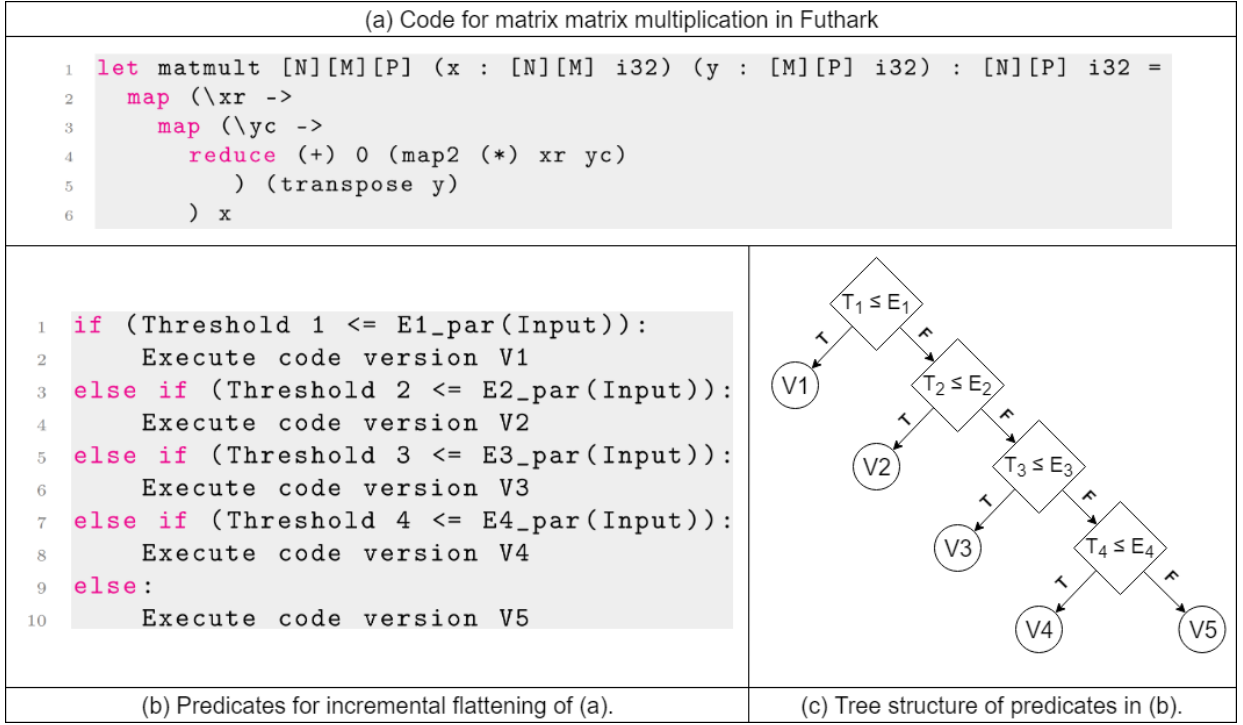 (a) Code for matrix matrix multiplication in Futhark
1 let matmult [N][M][P] (x : [N][M] i32) (y : [M][P] i32) : [N][P] i32 =
2 map (\xr ->
3 map (\yc ->
4 reduce (+) 0 (map2 (*) xr yc)
5 ) (transpose y)
6 ) x
1 if (Threshold 1 <= E1_par(Input)):
2 Execute code version V1
3 else if (Threshold 2 <= E2_par(Input)):
4 Execute code version V2
5 else if (Threshold 3 <= E3_par(Input)):
6 Execute code version V3
7 else if (Threshold 4 <= E4_par(Input)):
8 Execute code version V4
9 else:
10 Execute code version V5
T₁ ≤ E₁
T
F
V1
T₂ ≤ E₂
T
F
V2
T₃ ≤ E₃
T
F
V3
T₄ ≤ E₄
T
F
V4
V5
(b) Predicates for incremental flattening of (a).
(c) Tree structure of predicates in (b).